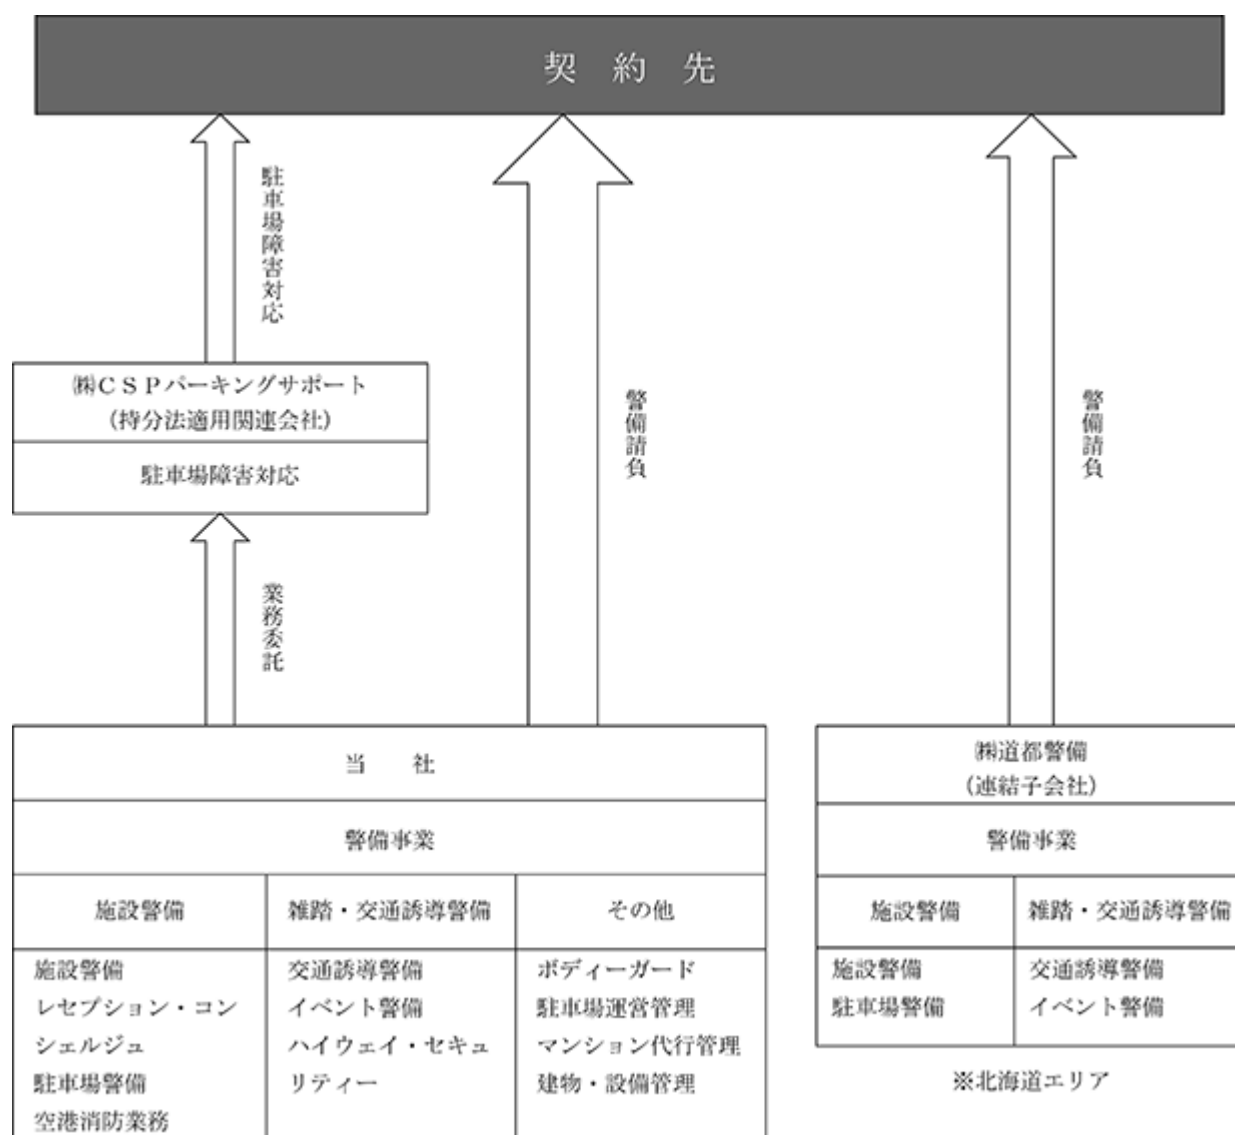 契　約　先
駐車場障害対応
㈱ＣＳＰパーキングサポート
(持分法適用関連会社)
駐車場障害対応
警備請負
警備請負
業務委託
当　　社
警備事業
施設警備
雑踏・交通誘導警備
その他
施設警備
レセプション・コン
シェルジュ
駐車場警備
空港消防業務
交通誘導警備
イベント警備
ハイウェイ・セキュ
リティー
ボディーガード
駐車場運営管理
マンション代行管理
建物・設備管理
㈱道都警備
(連結子会社)
警備事業
施設警備
雑踏・交通誘導警備
施設警備
駐車場警備
交通誘導警備
イベント警備
※北海道エリア